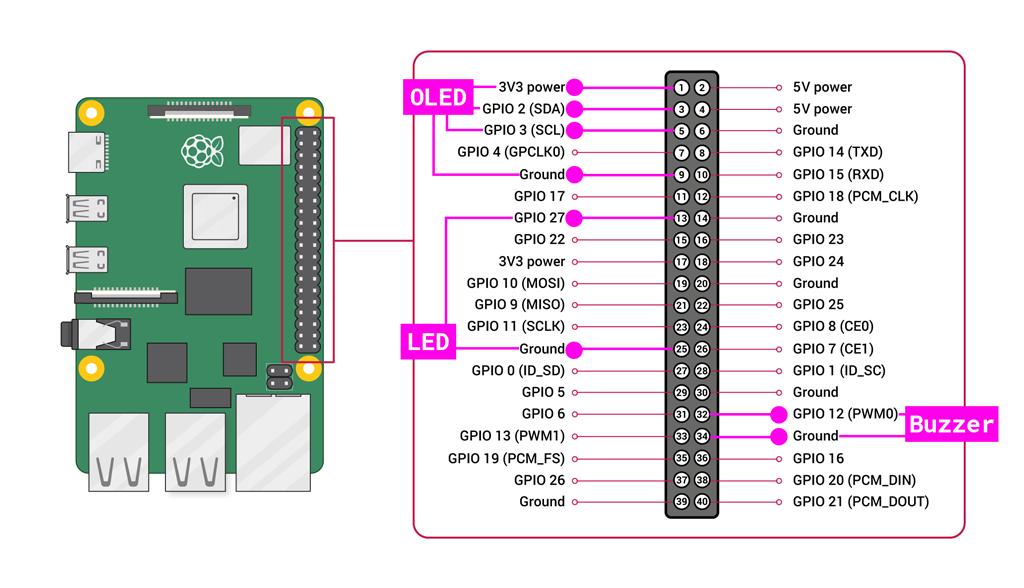 3V3 power 1 2 5V power
OLED
GPIO 2 (SDA) 3 4 5V power
GPIO 3 (SCL) 5 6 Ground
GPIO 4 (GPCLK0) 7 8 GPIO 14 (TXD)
Ground 9 10 GPIO 15 (RXD)
GPIO 17 11 12 GPIO 18 (PCM_CLK)
GPIO 27 13 14 Ground
GPIO 22 15 16 GPIO 23
3V3 power 17 18 GPIO 24
GPIO 10 (MOSI) 19 20 Ground
GPIO 9 (MISO) 21 22 GPIO 25
GPIO 11 (SCLK) 23 24 GPIO 8 (CE0)
LED
Ground 25 26 GPIO 7 (CE1)
GPIO 0 (ID_SD) 27 28 GPIO 1 (ID_SC)
GPIO 5 29 30 Ground
GPIO 6 31 32 GPIO 12 (PWM0)
Buzzer
GPIO 13 (PWM1) 33 34 Ground
GPIO 19 (PCM_FS) 35 36 GPIO 16
GPIO 26 37 38 GPIO 20 (PCM_DIN)
Ground 39 40 GPIO 21 (PCM_DOUT)